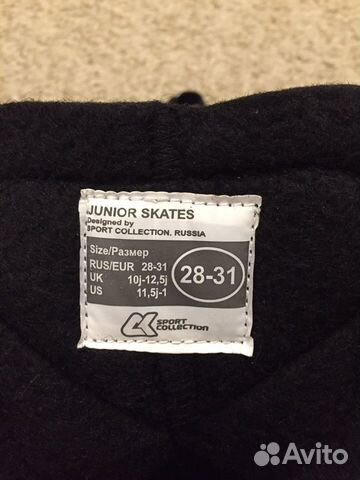 JUNIOR SKATES
Designed by
SPORT COLLECTION. RUSSIA
Size/Размер
RUS/EUR 28-31
UK 10j-12,5j
US 11,5j-1
28-31
SPORT
COLLECTION
Avito